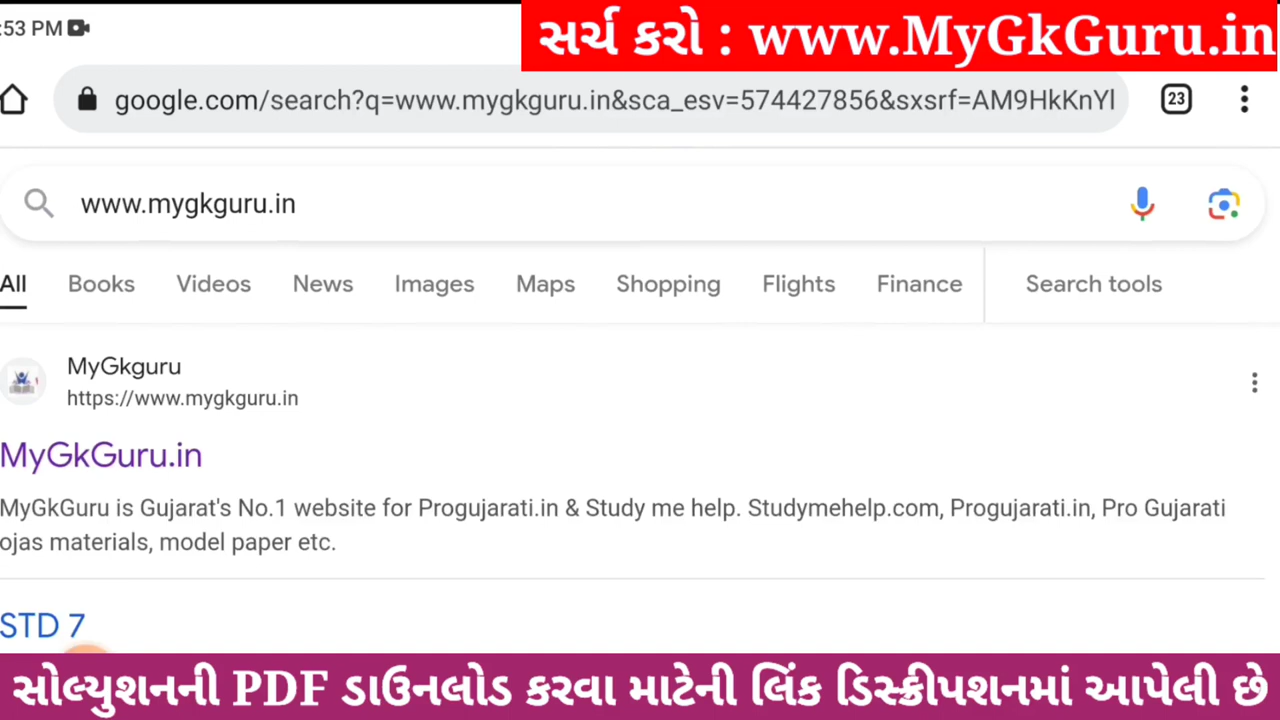 સર્ચ કરો : www.MyGkGuru.in
:53 PM
google.com/search?q=www.mygkguru.in&sca_esv=574427856&sxsrf=AM9HkKnYl
23
www.mygkguru.in
All Books Videos News Images Maps Shopping Flights Finance Search tools
MyGkguru
https://www.mygkguru.in
MyGkGuru.in
MyGkGuru is Gujarat's No.1 website for Progujarati.in & Study me help. Studymehelp.com, Progujarati.in, Pro Gujarati
ojas materials, model paper etc.
STD 7
સોલ્યુશનની PDF ડાઉનલોડ કરવા માટેની લિંક ડિસ્ક્રીપશનમાં આપેલી છે